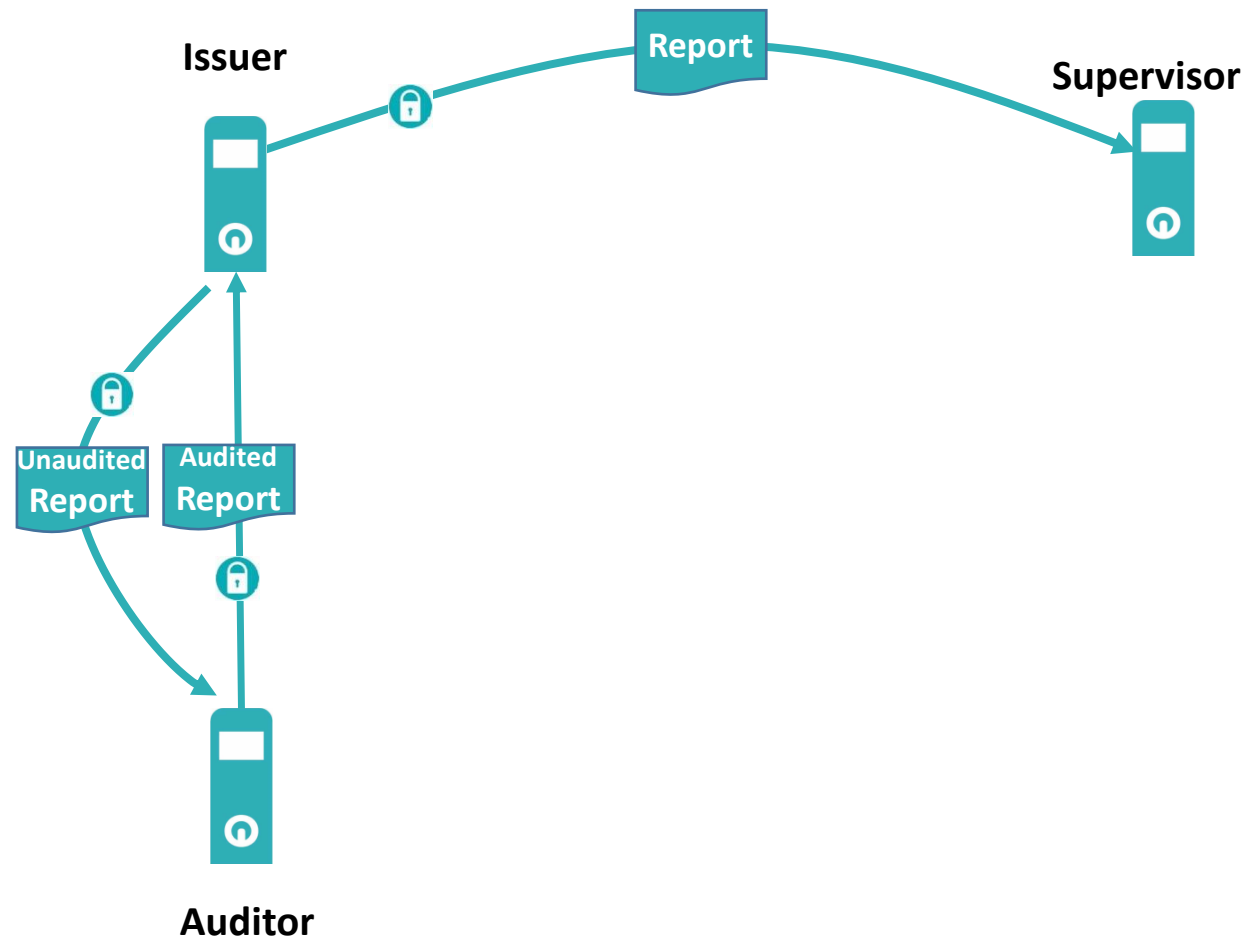 Issuer
Report
Supervisor
Unaudited
Report
Audited
Report
Auditor